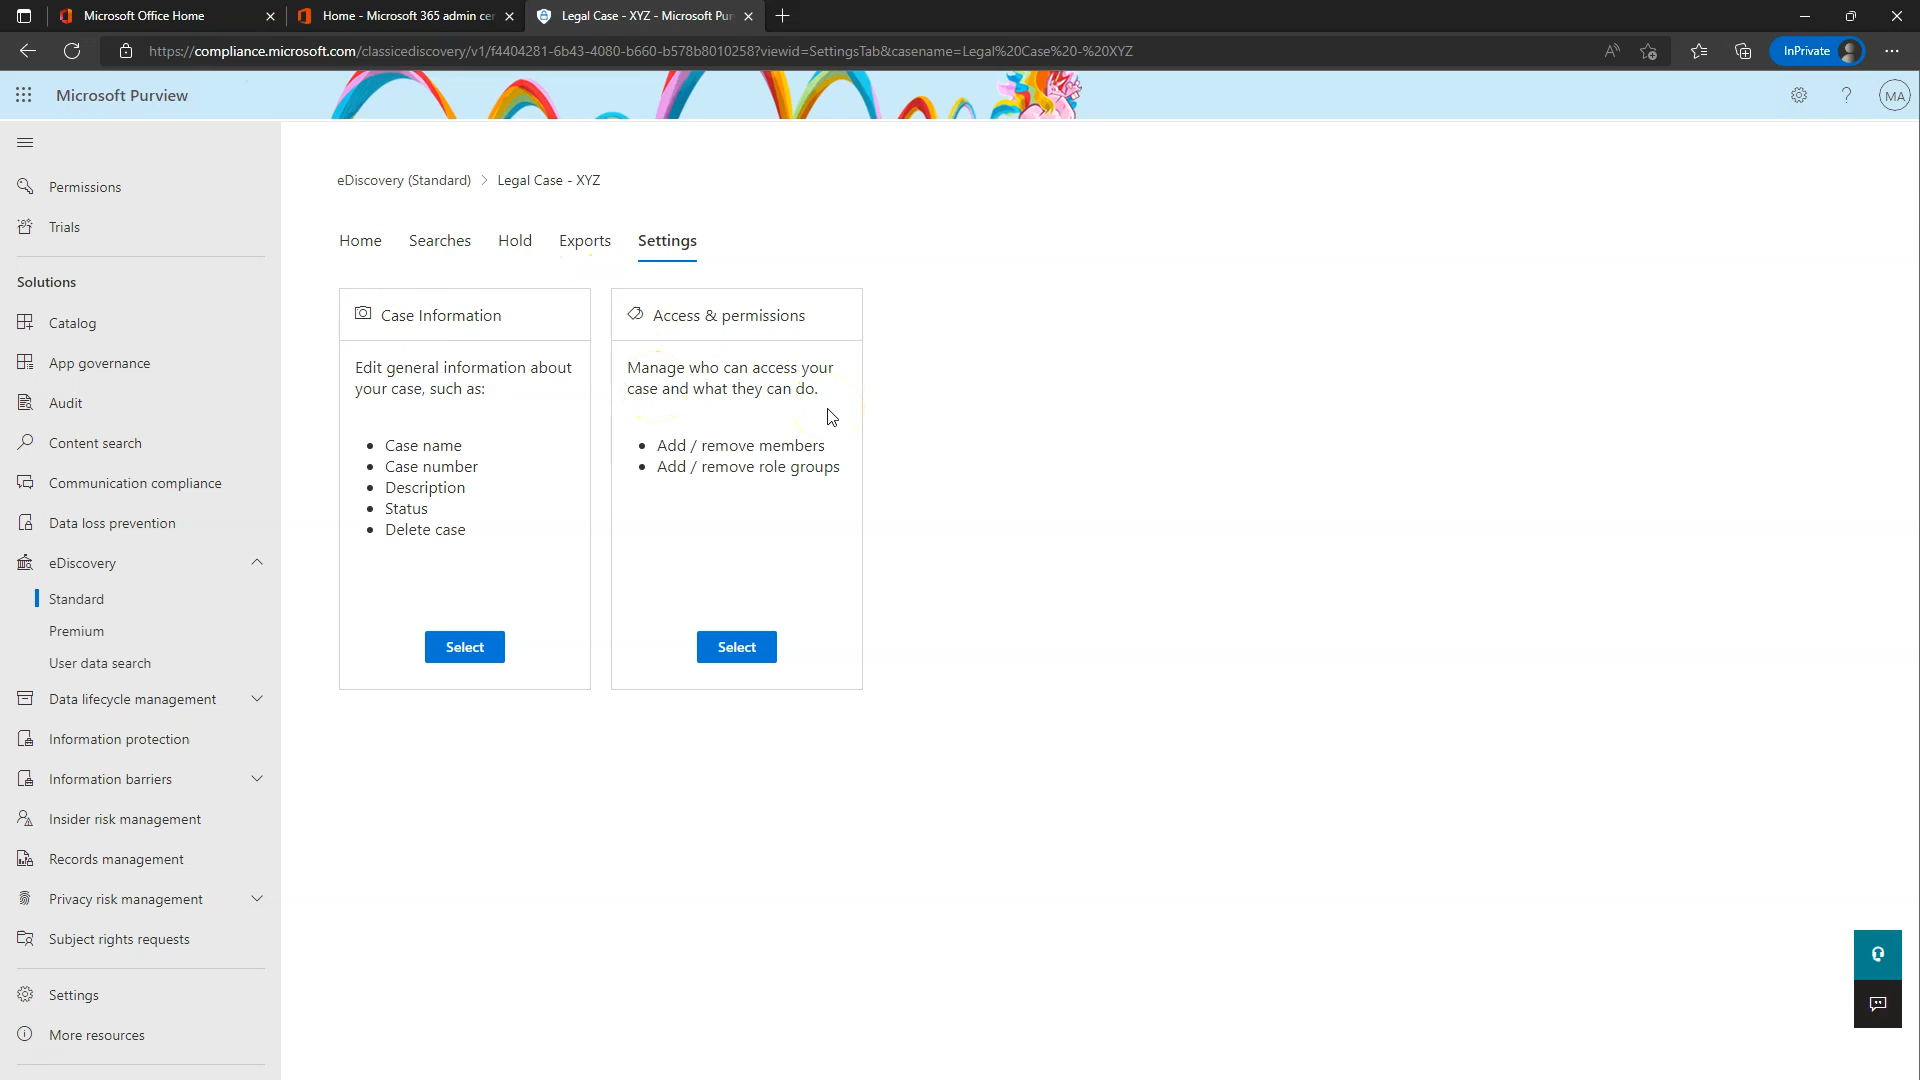 Microsoft Office Home
Home - Microsoft 365 admin cer
Legal Case - XYZ - Microsoft Pur
https://compliance.microsoft.com/classicediscovery/v1/f4404281-6b43-4080-b660-b578b8010258?viewid=SettingsTab&casename=Legal%20Case%20-%20XYZ
InPrivate
Microsoft Purview
MA
Permissions
Trials
Solutions
Catalog
App governance
Audit
Content search
Communication compliance
Data loss prevention
eDiscovery
Standard
Premium
User data search
Data lifecycle management
Information protection
Information barriers
Insider risk management
Records management
Privacy risk management
Subject rights requests
Settings
More resources
eDiscovery (Standard) > Legal Case - XYZ
Home Searches Hold Exports Settings
Case Information
Edit general information about
your case, such as:
• Case name
• Case number
• Description
• Status
• Delete case
Select
Access & permissions
Manage who can access your
case and what they can do.
• Add / remove members
• Add / remove role groups
Select